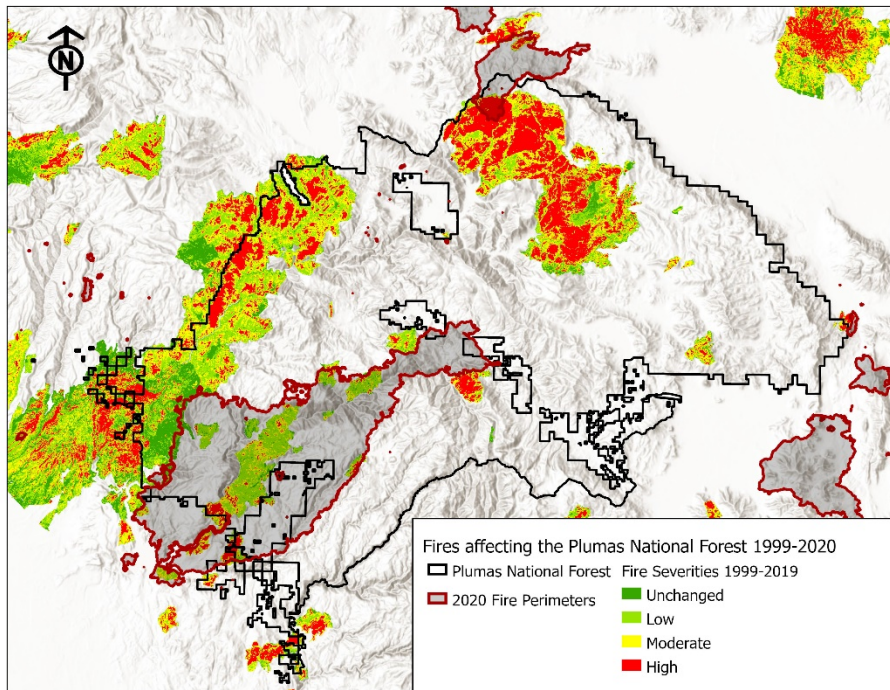 N
Fires affecting the Plumas National Forest 1999-2020
Plumas National Forest
Fire Severities 1999-2019
2020 Fire Perimeters
Unchanged
Low
Moderate
High